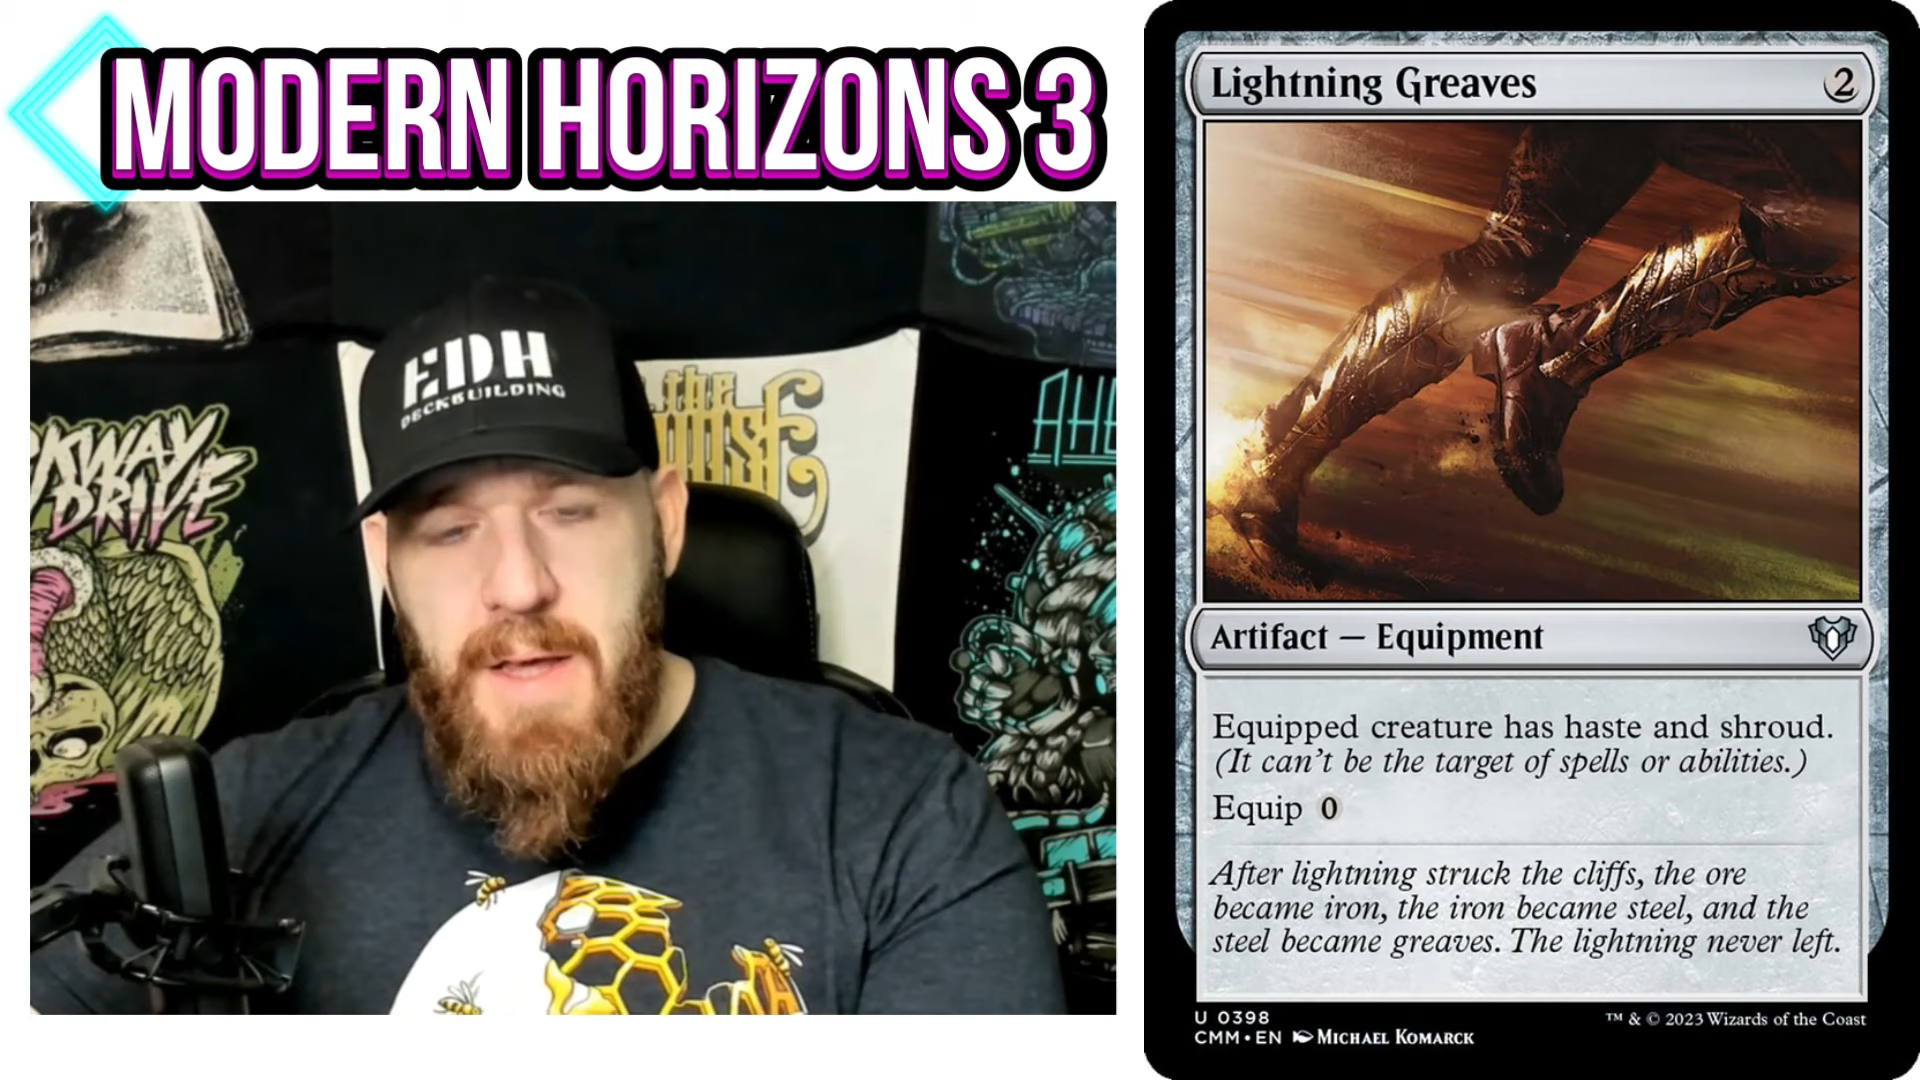 MODERN HORIZONS 3
EDH
DECKBUILDING
the
DRIVE
Lightning Greaves
2
Artifact — Equipment
Equipped creature has haste and shroud.
(It can't be the target of spells or abilities.)
Equip 0
After lightning struck the cliffs, the ore
became iron, the iron became steel, and the
steel became greaves. The lightning never left.
U 0398
CMM • EN Michael Komarck
™ & © 2023 Wizards of the Coast